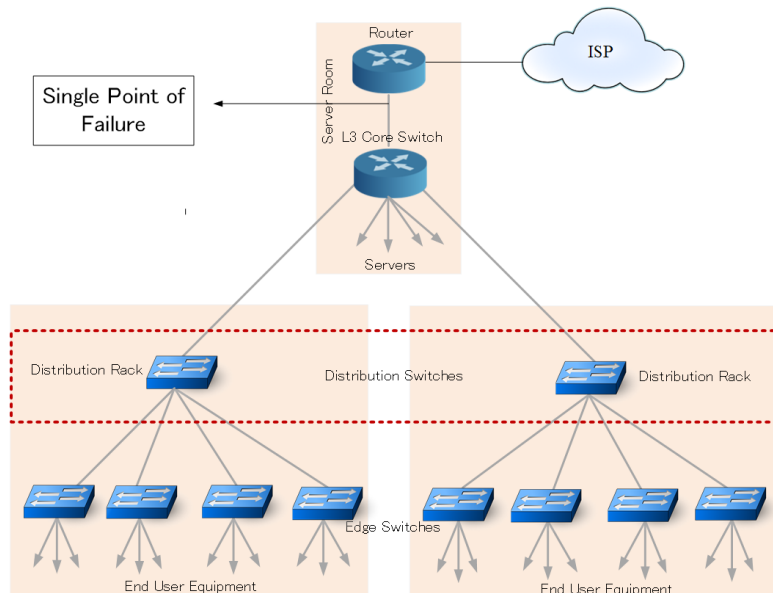 Router
ISP
Server Room
Single Point of
Failure
L3 Core Switch
Servers
Distribution Rack
Distribution Switches
Distribution Rack
Edge Switches
End User Equipment
End User Equipment